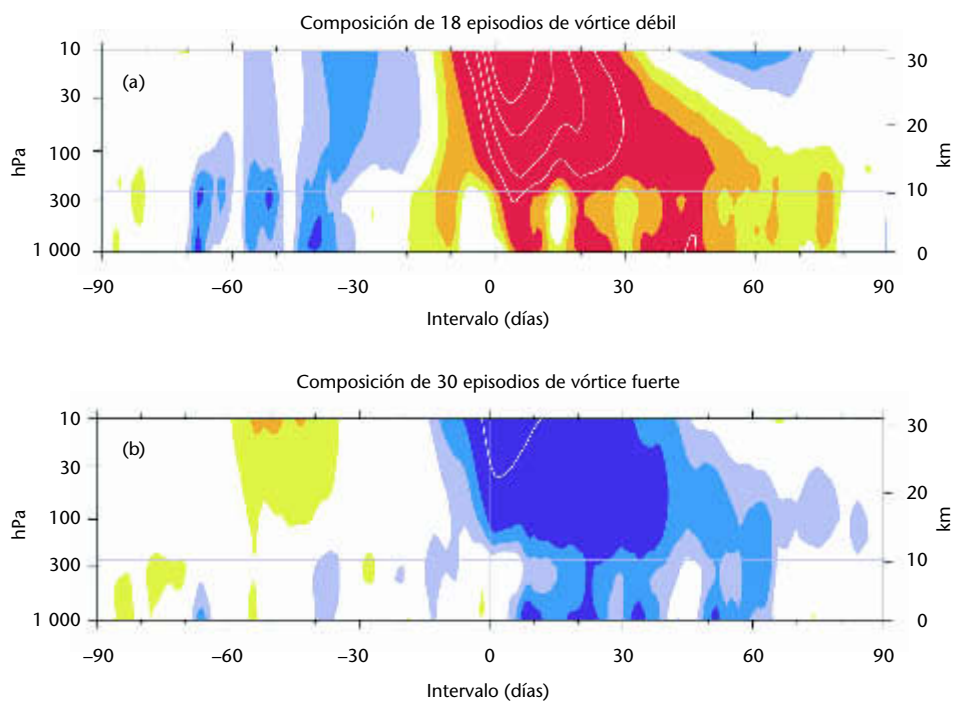 Composición de 18 episodios de vórtice débil
(a)
hPa
10
30
100
300
1 000
30
20
10
0
km
–90 –60 –30 0 30 60 90
Intervalo (días)
Composición de 30 episodios de vórtice fuerte
(b)
hPa
10
30
100
300
1 000
30
20
10
0
km
–90 –60 –30 0 30 60 90
Intervalo (días)